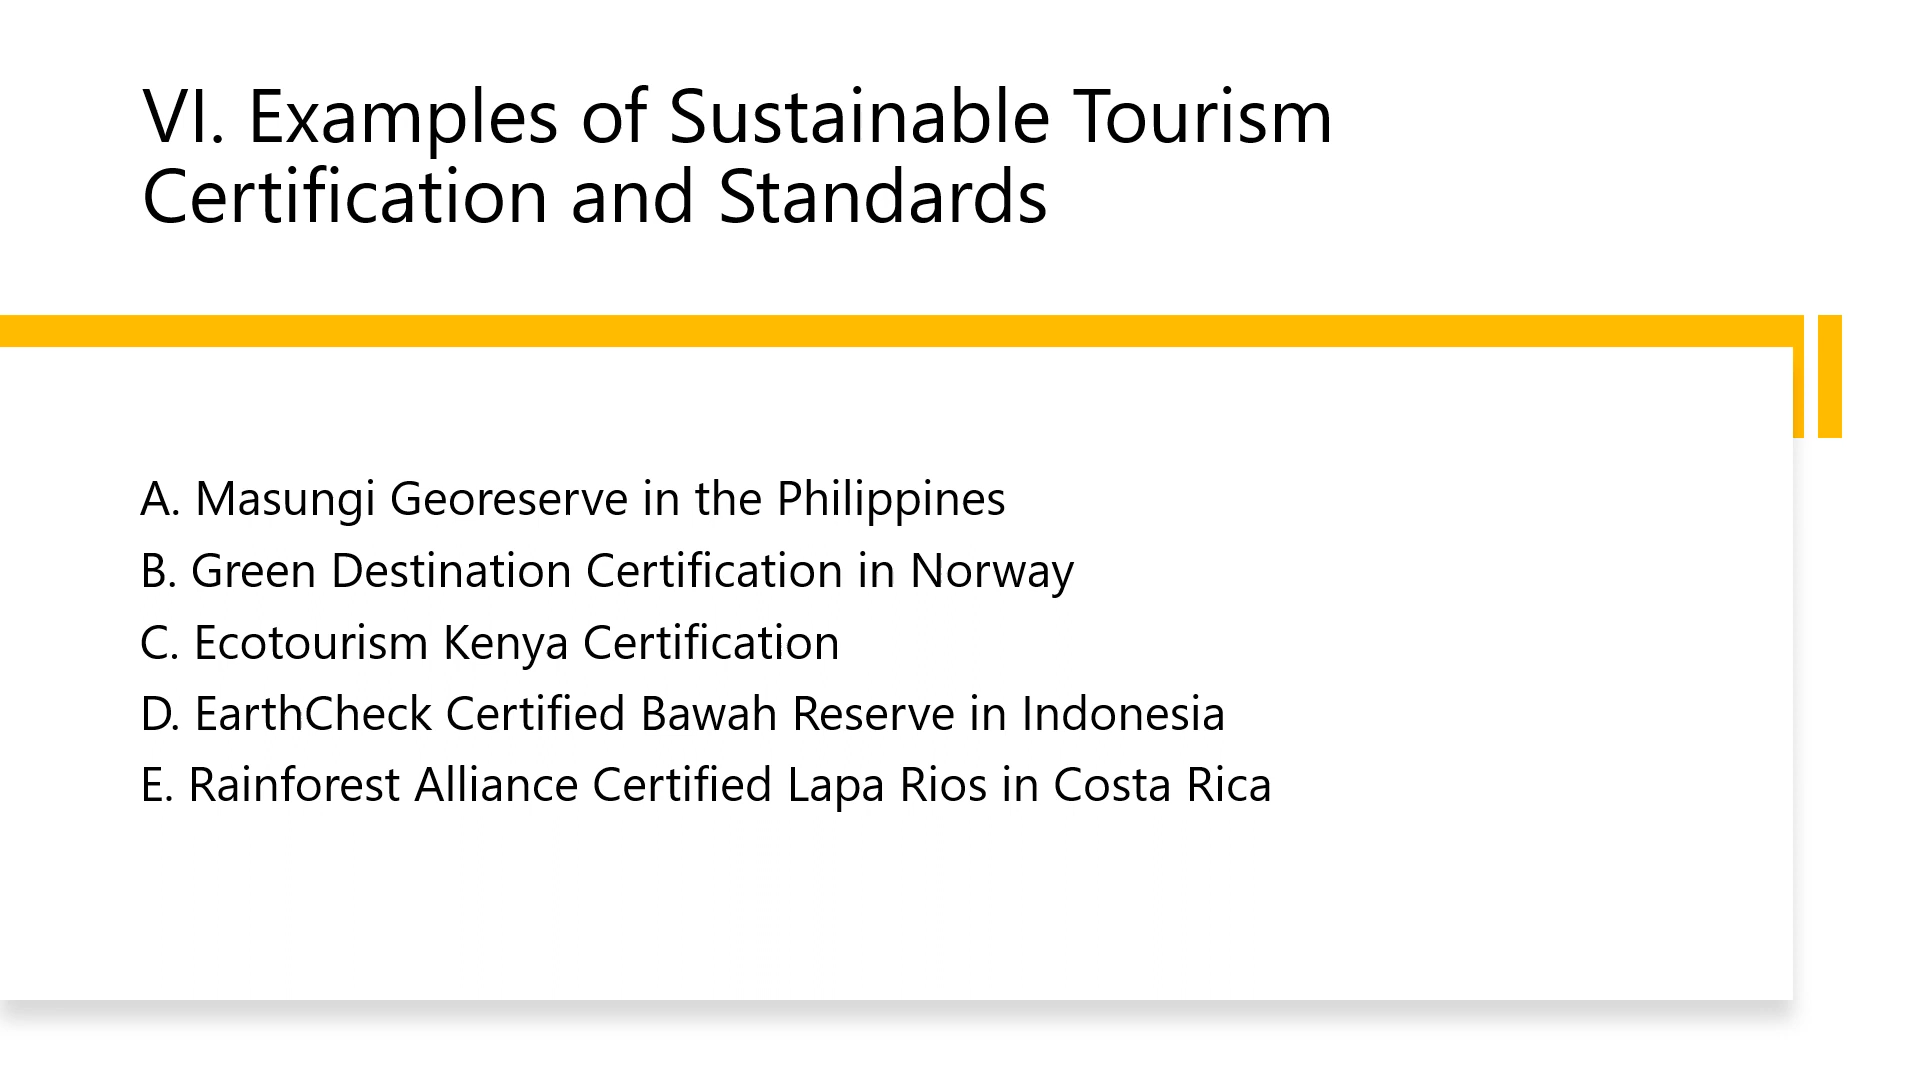 VI. Examples of Sustainable Tourism
Certification and Standards
A. Masungi Georeserve in the Philippines
B. Green Destination Certification in Norway
C. Ecotourism Kenya Certification
D. EarthCheck Certified Bawah Reserve in Indonesia
E. Rainforest Alliance Certified Lapa Rios in Costa Rica